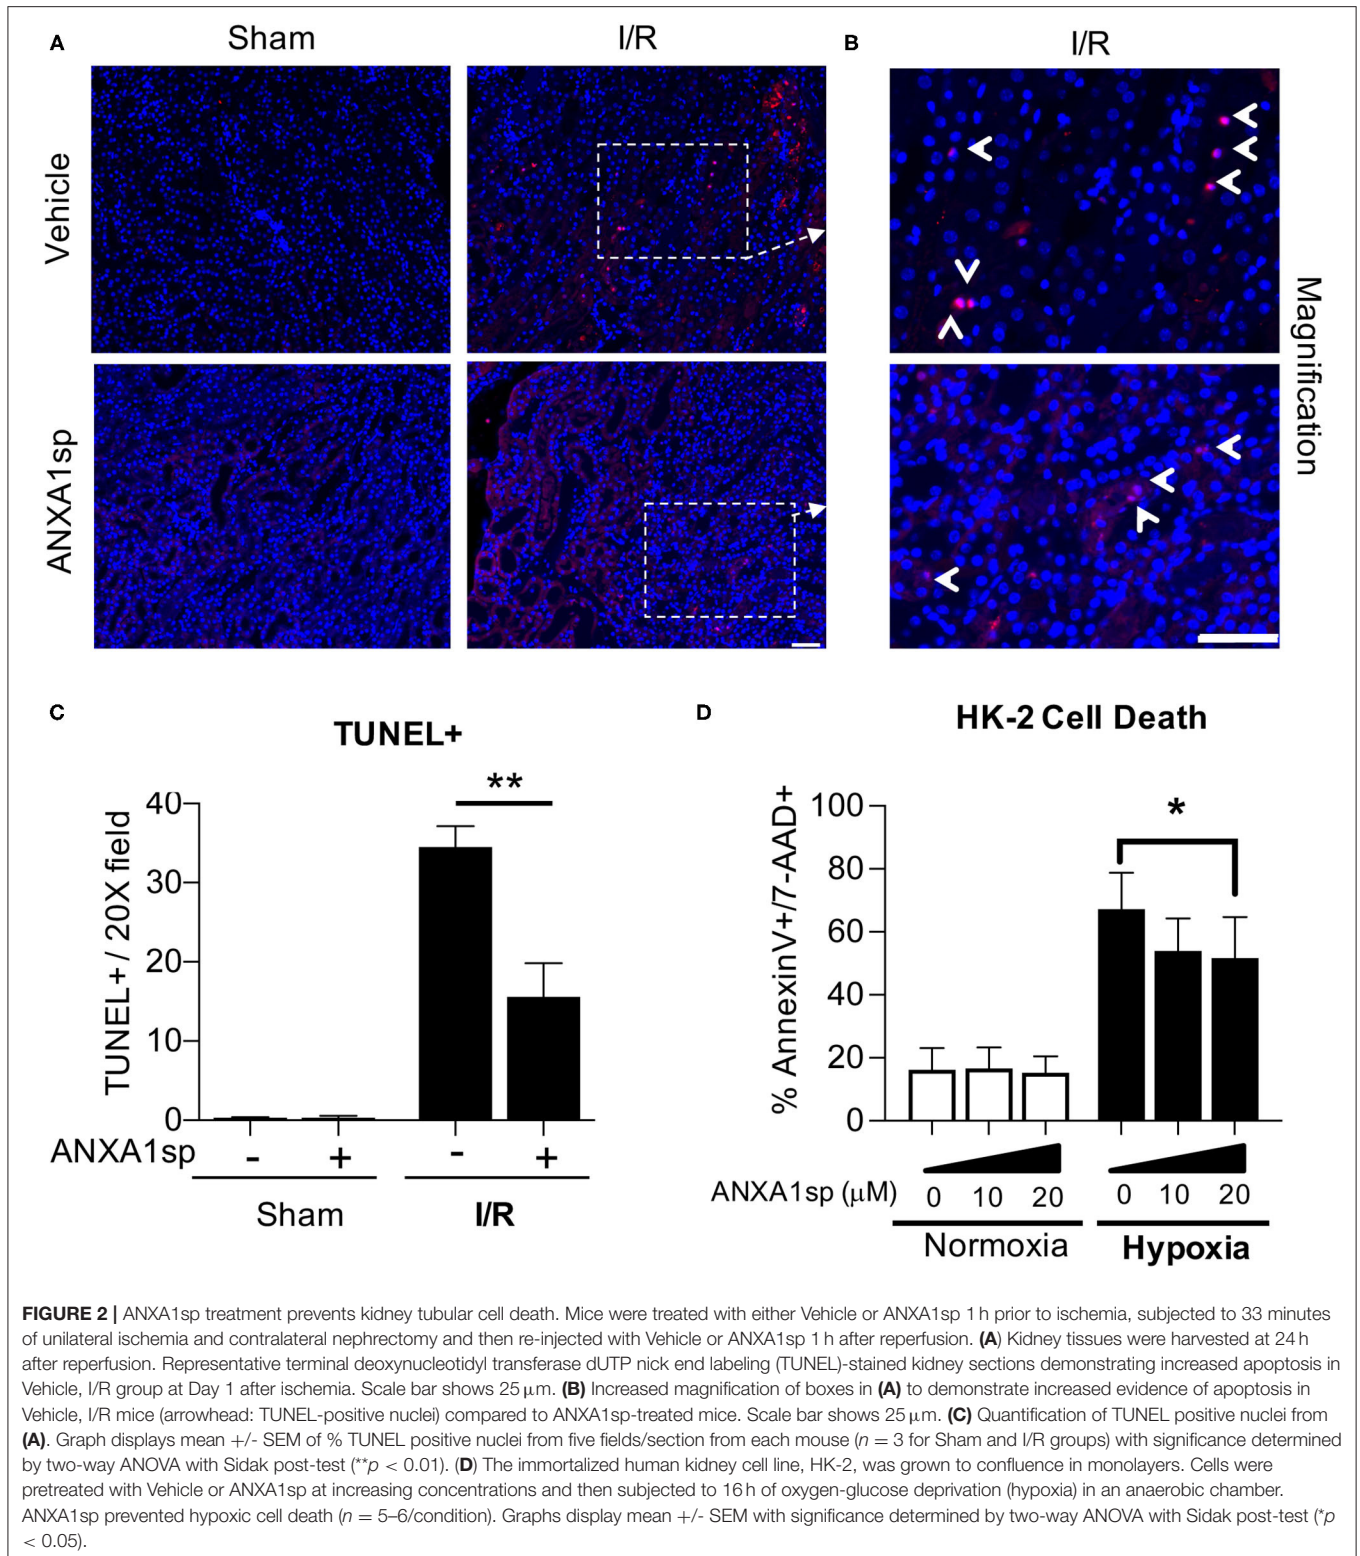 A
Sham
I/R
B
I/R
Vehicle
ANXA1sp
Magnification
C
TUNEL+
**
TUNEL+ / 20X field
40
30
20
10
0
ANXA1sp
- + - +
Sham
I/R
D
HK-2 Cell Death
*
% AnnexinV+/7-AAD+
100
80
60
40
20
0
ANXA1sp (μM)
0 10 20 0 10 20
Normoxia
Hypoxia
FIGURE 2 | ANXA1sp treatment prevents kidney tubular cell death. Mice were treated with either Vehicle or ANXA1sp 1 h prior to ischemia, subjected to 33 minutes
of unilateral ischemia and contralateral nephrectomy and then re-injected with Vehicle or ANXA1sp 1 h after reperfusion. (A) Kidney tissues were harvested at 24 h
after reperfusion. Representative terminal deoxynucleotidyl transferase dUTP nick end labeling (TUNEL)-stained kidney sections demonstrating increased apoptosis in
Vehicle, I/R group at Day 1 after ischemia. Scale bar shows 25 μm. (B) Increased magnification of boxes in (A) to demonstrate increased evidence of apoptosis in
Vehicle, I/R mice (arrowhead: TUNEL-positive nuclei) compared to ANXA1sp-treated mice. Scale bar shows 25 μm. (C) Quantification of TUNEL positive nuclei from
(A). Graph displays mean +/- SEM of % TUNEL positive nuclei from five fields/section from each mouse (n = 3 for Sham and I/R groups) with significance determined
by two-way ANOVA with Sidak post-test (**p < 0.01). (D) The immortalized human kidney cell line, HK-2, was grown to confluence in monolayers. Cells were
pretreated with Vehicle or ANXA1sp at increasing concentrations and then subjected to 16 h of oxygen-glucose deprivation (hypoxia) in an anaerobic chamber.
ANXA1sp prevented hypoxic cell death (n = 5–6/condition). Graphs display mean +/- SEM with significance determined by two-way ANOVA with Sidak post-test (*p
< 0.05).